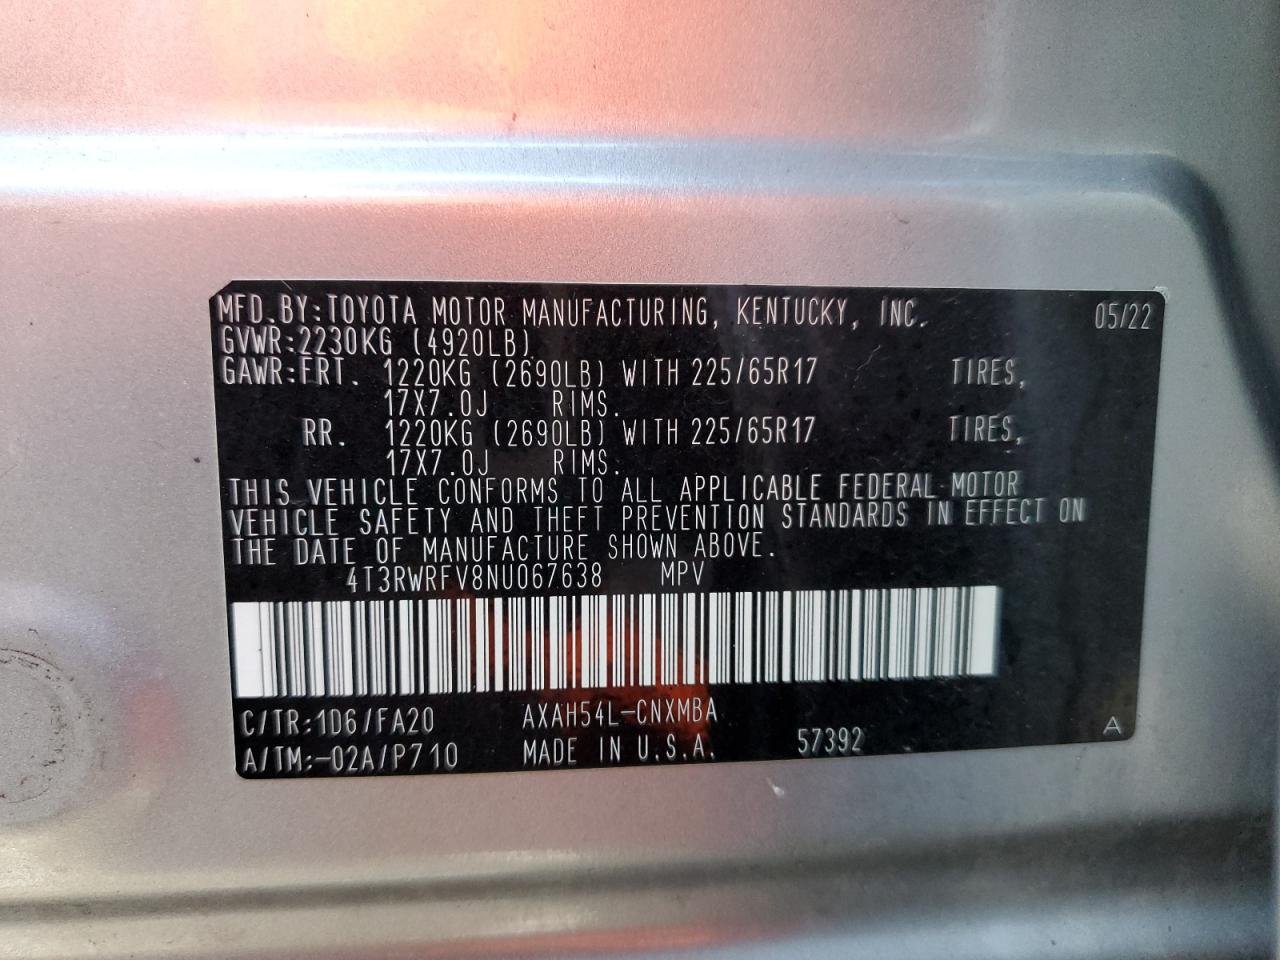 MFD.BY:TOYOTA MOTOR MANUFACTURING, KENTUCKY, INC. 05/22
GVWR:2230KG (4920LB)
GAWR:FRT. 1220KG (2690LB) WITH 225/65R17 TIRES,
17X7.0J RIMS.
RR. 1220KG (2690LB) WITH 225/65R17 TIRES,
17X7.0J RIMS.
THIS VEHICLE CONFORMS TO ALL APPLICABLE FEDERAL MOTOR
VEHICLE SAFETY AND THEFT PREVENTION STANDARDS IN EFFECT ON
THE DATE OF MANUFACTURE SHOWN ABOVE.
4T3RWRFV8NU067638 MPV
C/TR:1D6/FA20 AXAH54L-CNXMBA A
A/TM:-02A/P710 MADE IN U.S.A. 57392